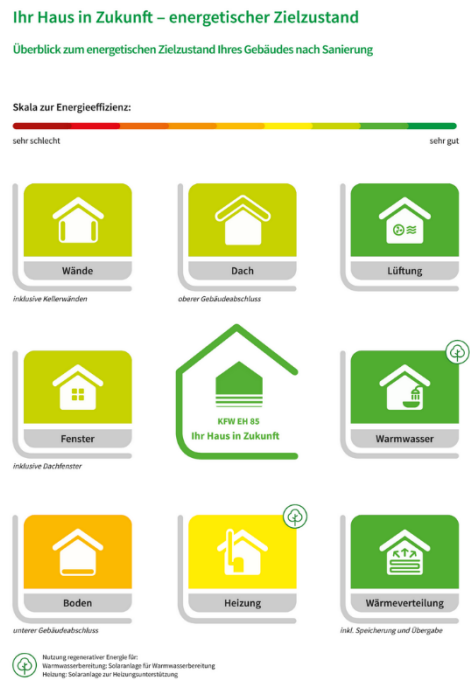 Ihr Haus in Zukunft – energetischer Zielzustand
Überblick zum energetischen Zielzustand Ihres Gebäudes nach Sanierung
Skala zur Energieeffizienz:
sehr schlecht
sehr gut
Wände
Dach
Lüftung
inklusive Kellerwänden
oberer Gebäudeabschluss
KFW EH 85
Ihr Haus in Zukunft
Fenster
Warmwasser
inklusive Dachfenster
Boden
Heizung
Wärmeverteilung
unterer Gebäudeabschluss
inkl. Speicherung und Übergabe
Nutzung regenerativer Energie für:
Warmwasserbereitung: Solaranlage für Warmwasserbereitung
Heizung: Solaranlage zur Heizungsunterstützung